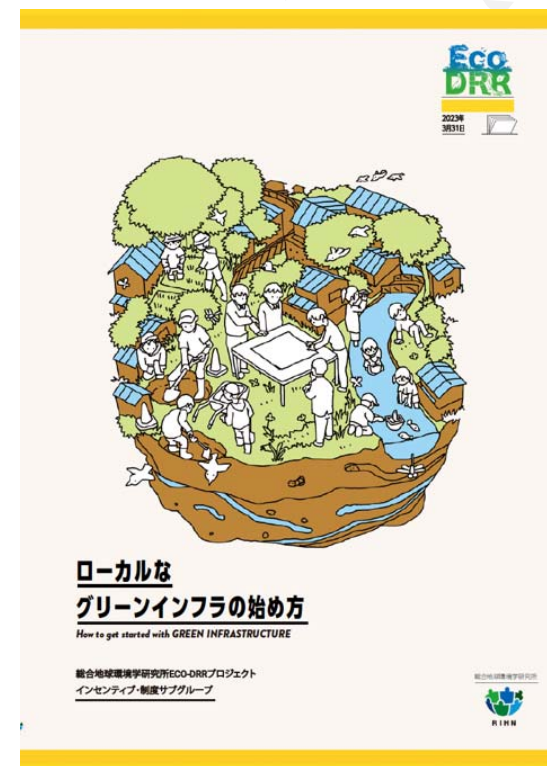 Eco
DRR
2023年
3月31日
ローカルな
グリーンインフラの始め方
How to get started with GREEN INFRASTRUCTURE
総合地球環境学研究所ECO-DRRプロジェクト
インセンティブ・制度サブグループ
総合地球環境学研究所
RIHN